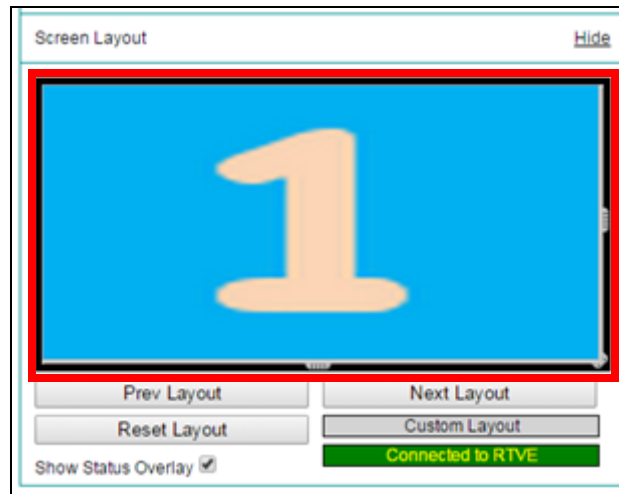 Screen Layout Hide
1
Prev Layout Next Layout
Reset Layout Custom Layout
Show Status Overlay Connected to RTVE